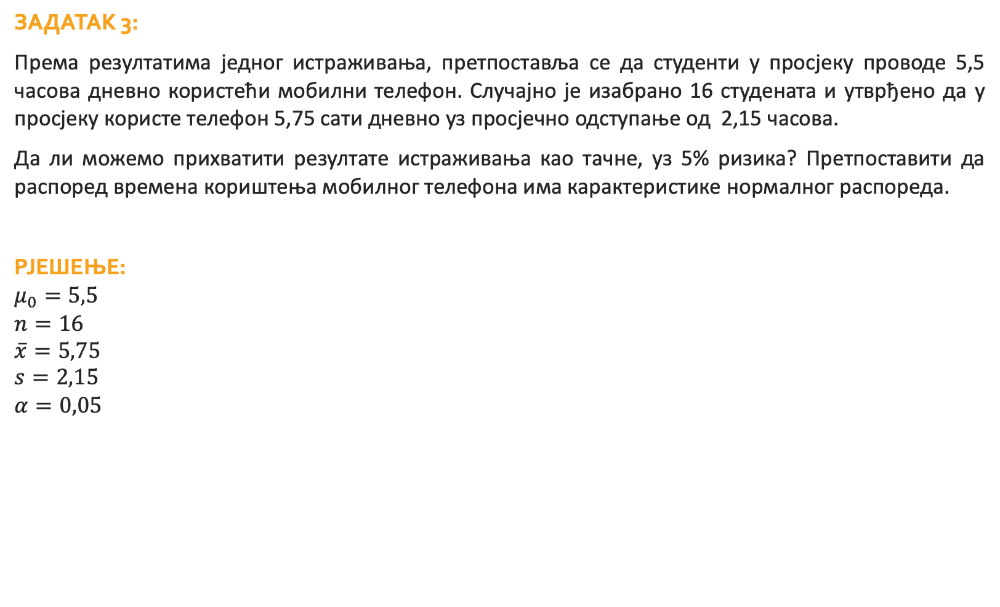 ЗАДАТАК 3:
Према резултатима једног истраживања, претпоставља се да студенти у просјеку проводе 5,5
часова дневно користећи мобилни телефон. Случајно је изабрано 16 студената и утврђено да у
просјеку користе телефон 5,75 сати дневно уз просјечно одступање од 2,15 часова.
Да ли можемо прихватити резултате истраживања као тачне, уз 5% ризика? Претпоставити да
распоред времена кориштења мобилног телефона има карактеристике нормалног распореда.
РЈЕШЕЊЕ:
μ₀ = 5,5
n = 16
x̄ = 5,75
s = 2,15
α = 0,05